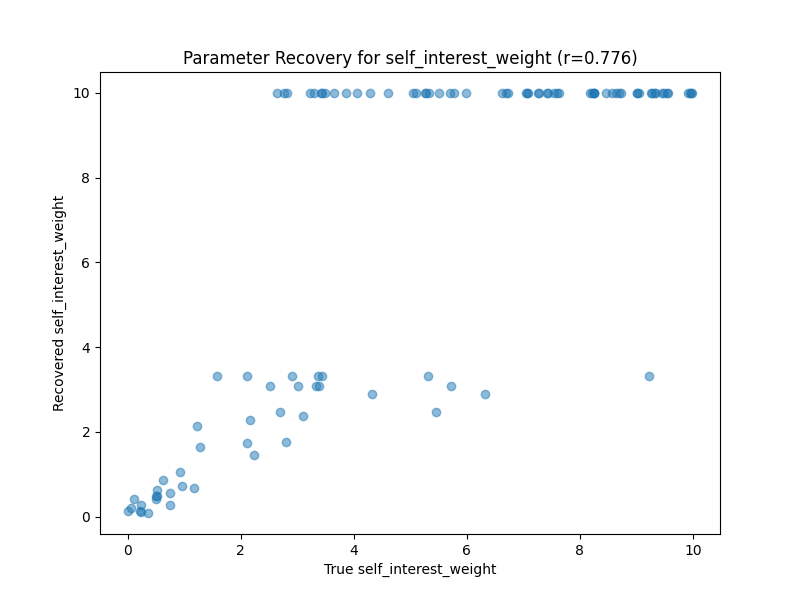 Parameter Recovery for self_interest_weight (r=0.776)
10
8
6
4
2
0
Recovered self_interest_weight
0 2 4 6 8 10
True self_interest_weight